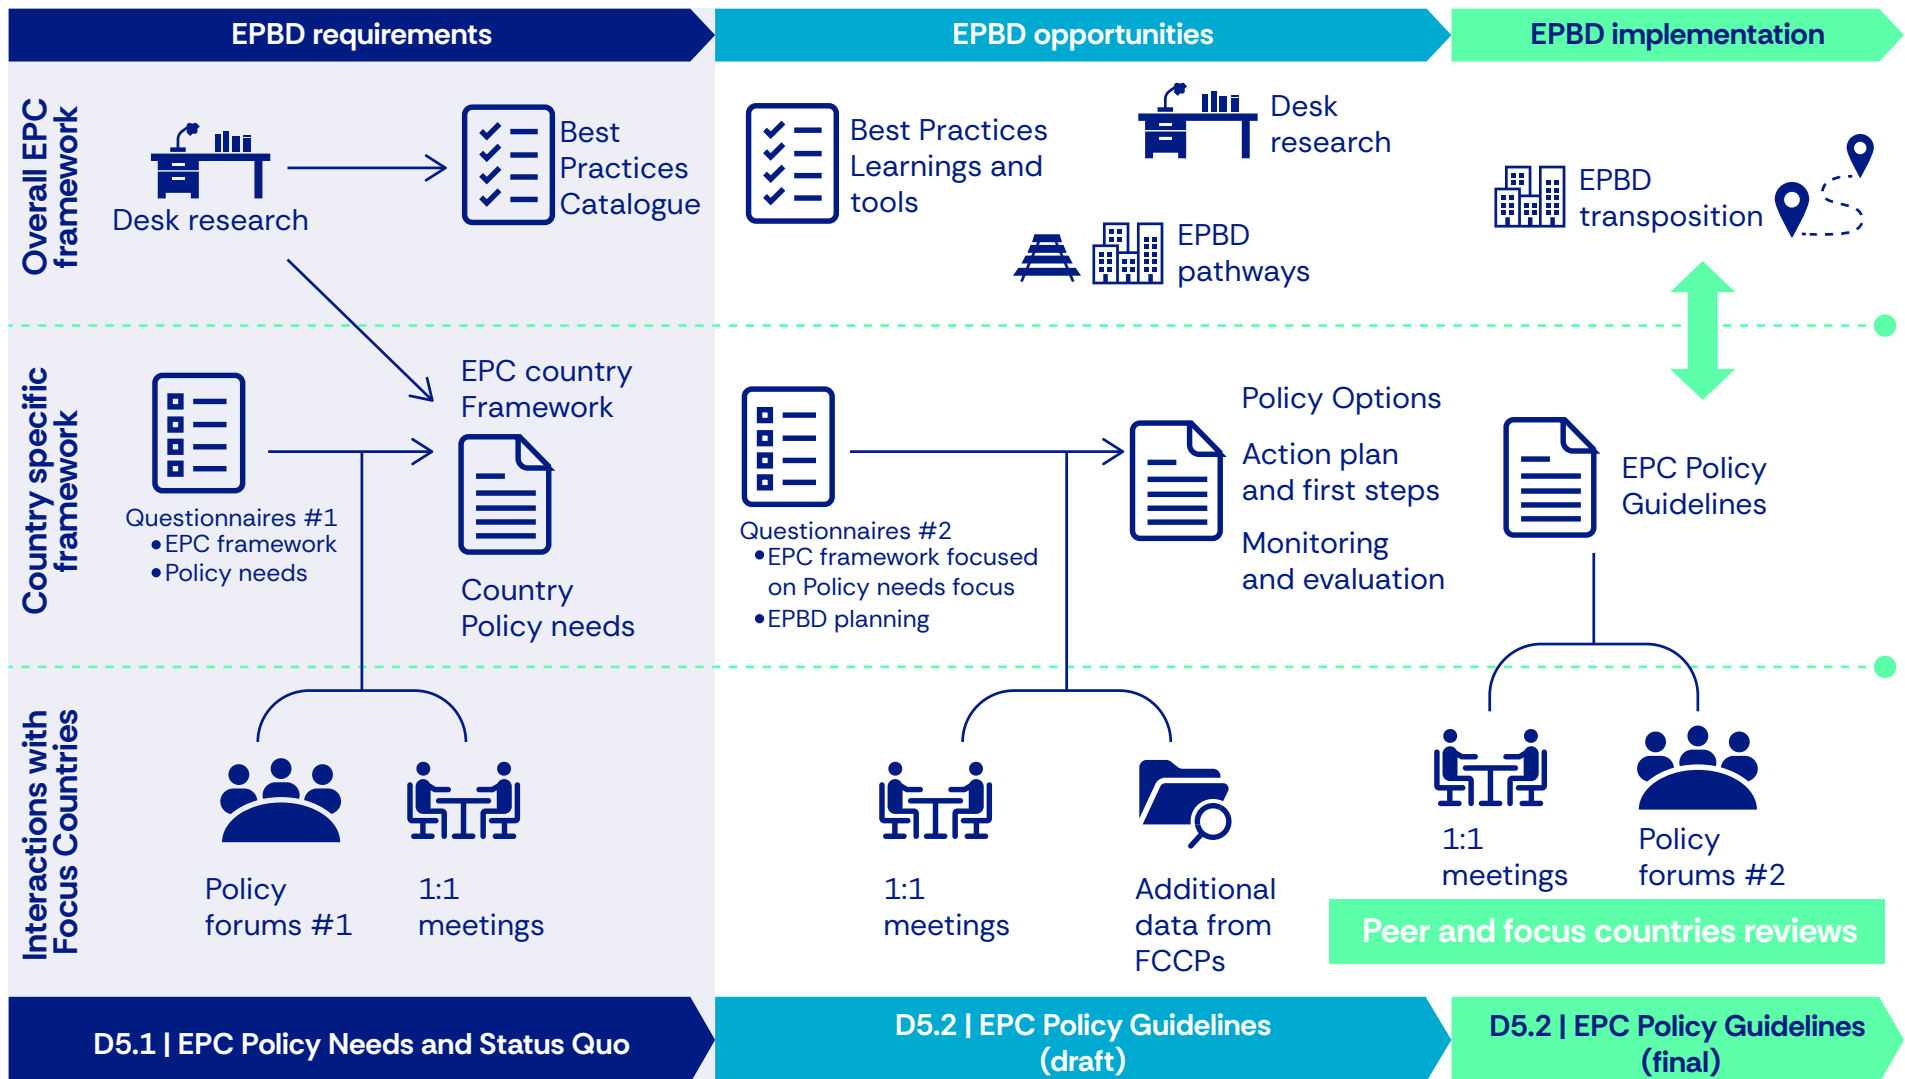 EPBD requirements
EPBD opportunities
EPBD implementation
Overall EPC
framework
Desk research
Best
Practices
Catalogue
Best Practices
Learnings and
tools
Desk
research
EPBD
pathways
EPBD
transposition
Country specific
framework
Questionnaires #1
•EPC framework
•Policy needs
EPC country
Framework
Country
Policy needs
Questionnaires #2
•EPC framework focused
on Policy needs focus
•EPBD planning
Policy Options
Action plan
and first steps
Monitoring
and evaluation
EPC Policy
Guidelines
Interactions with
Focus Countries
Policy
forums #1
1:1
meetings
1:1
meetings
Additional
data from
FCCPs
1:1
meetings
Policy
forums #2
Peer and focus countries reviews
D5.1 | EPC Policy Needs and Status Quo
D5.2 | EPC Policy Guidelines
(draft)
D5.2 | EPC Policy Guidelines
(final)